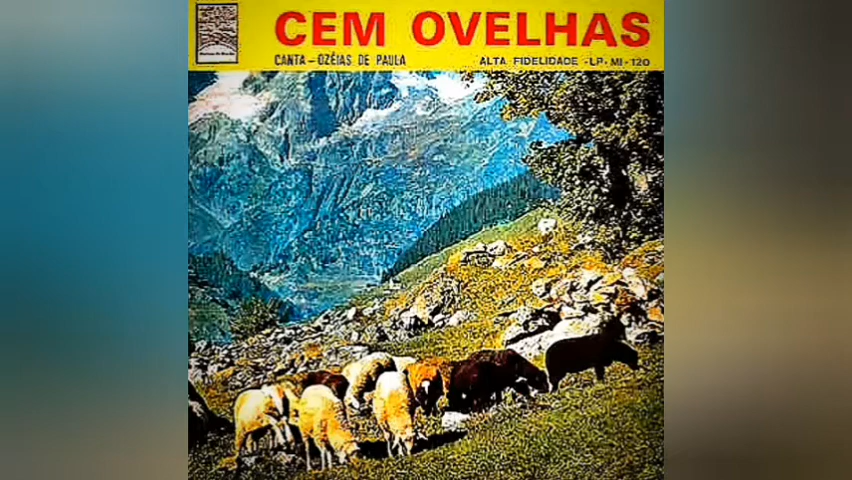 CEM OVELHAS
CANTA - OZÉIAS DE PAULA
ALTA FIDELIDADE - LP - MI - 120